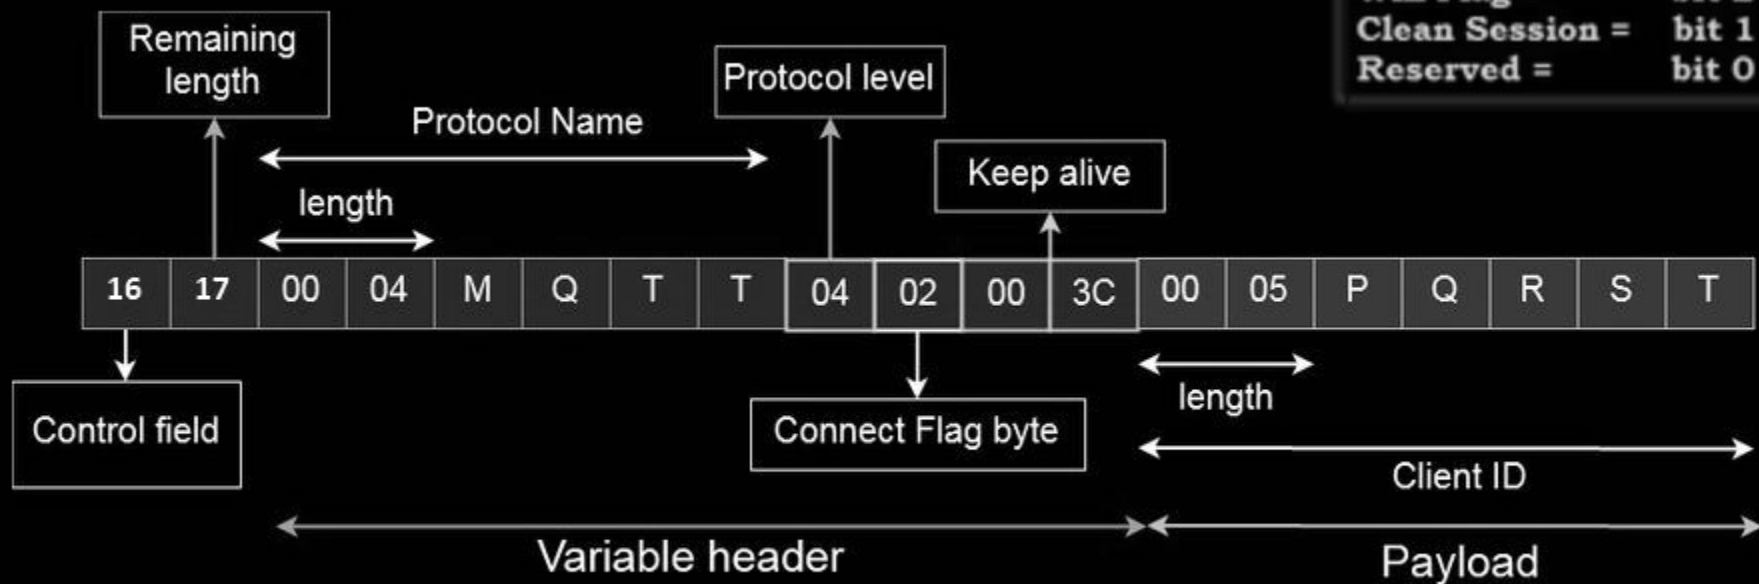 Clean Session = bit 1
Reserved = bit 0
Remaining
length
Protocol Name
Protocol level
length
Keep alive
16 17 00 04 M Q T T 04 02 00 3C 00 05 P Q R S T
Control field
Connect Flag byte
length
Client ID
Variable header
Payload